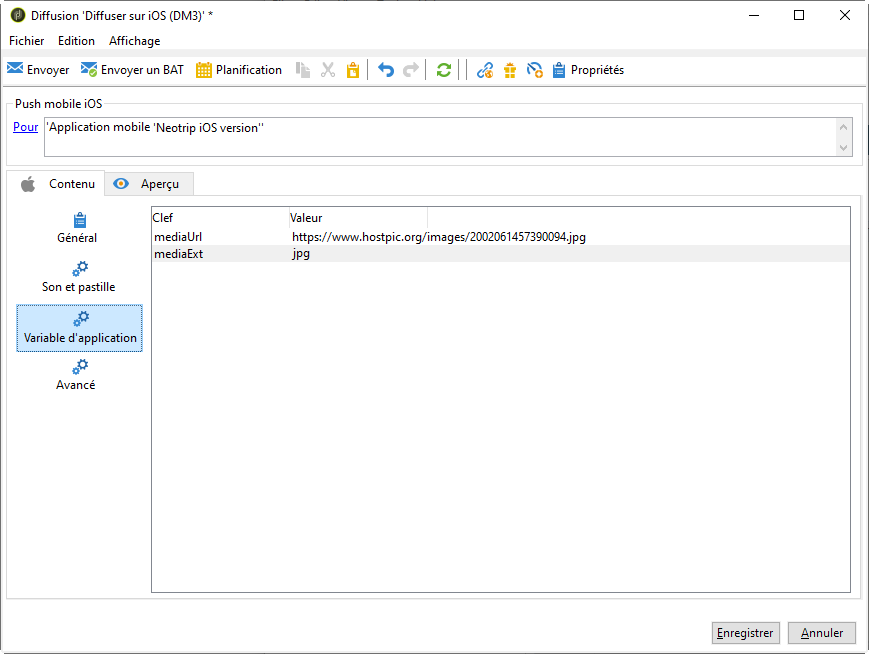 Diffusion 'Diffuser sur iOS (DM3)' *
Fichier Edition Affichage
Envoyer Envoyer un BAT Planification Propriétés
Push mobile iOS
Pour 'Application mobile 'Neotrip iOS version''
Contenu Aperçu
Général
Son et pastille
Variable d'application
Avancé
Clef Valeur
mediaUrl https://www.hostpic.org/images/2002061457390094.jpg
mediaExt jpg
Enregistrer Annuler